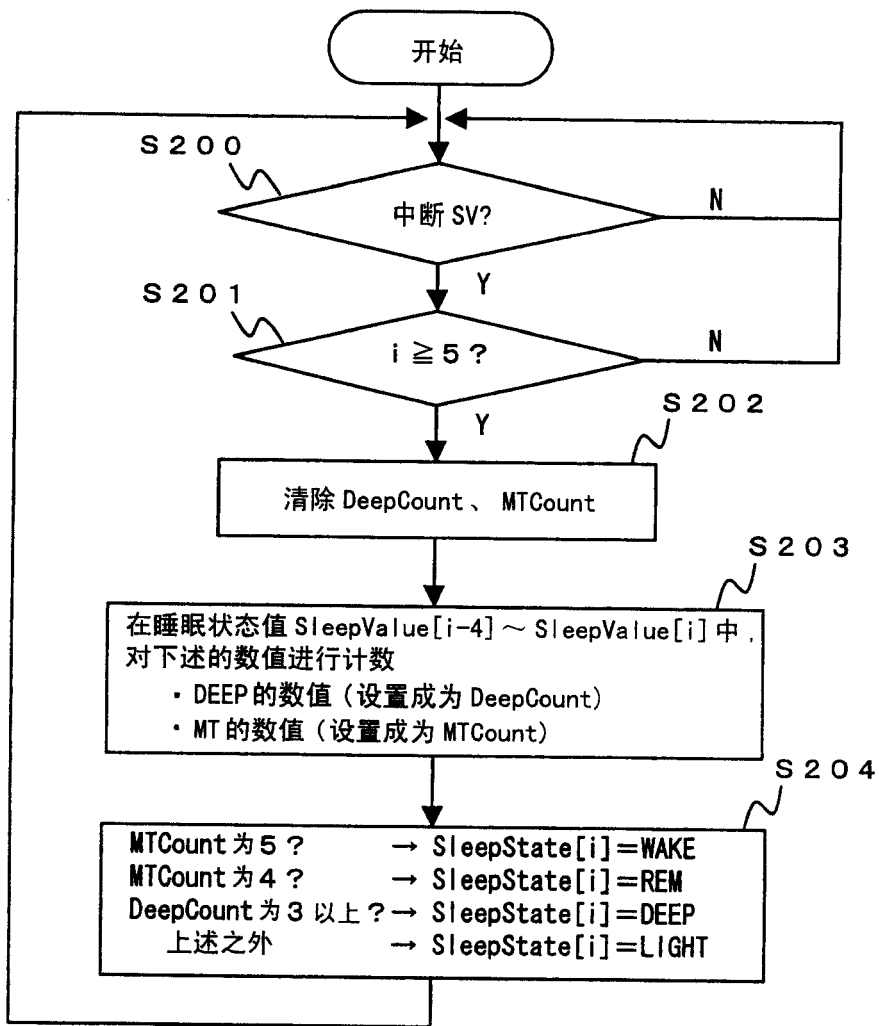 开始
S200
中断 SV?
N
Y
S201
i ≧ 5 ?
N
Y
S202
清除 DeepCount 、 MTCount
S203
在睡眠状态值 SleepValue[i-4] ～ SleepValue[i] 中,
对下述的数值进行计数
・ DEEP 的数值 (设置成为 DeepCount)
・ MT 的数值 (设置成为 MTCount)
S204
MTCount 为 5 ? → SleepState[i]=WAKE
MTCount 为 4 ? → SleepState[i]=REM
DeepCount 为 3 以上 ? → SleepState[i]=DEEP
上述之外 → SleepState[i]=LIGHT